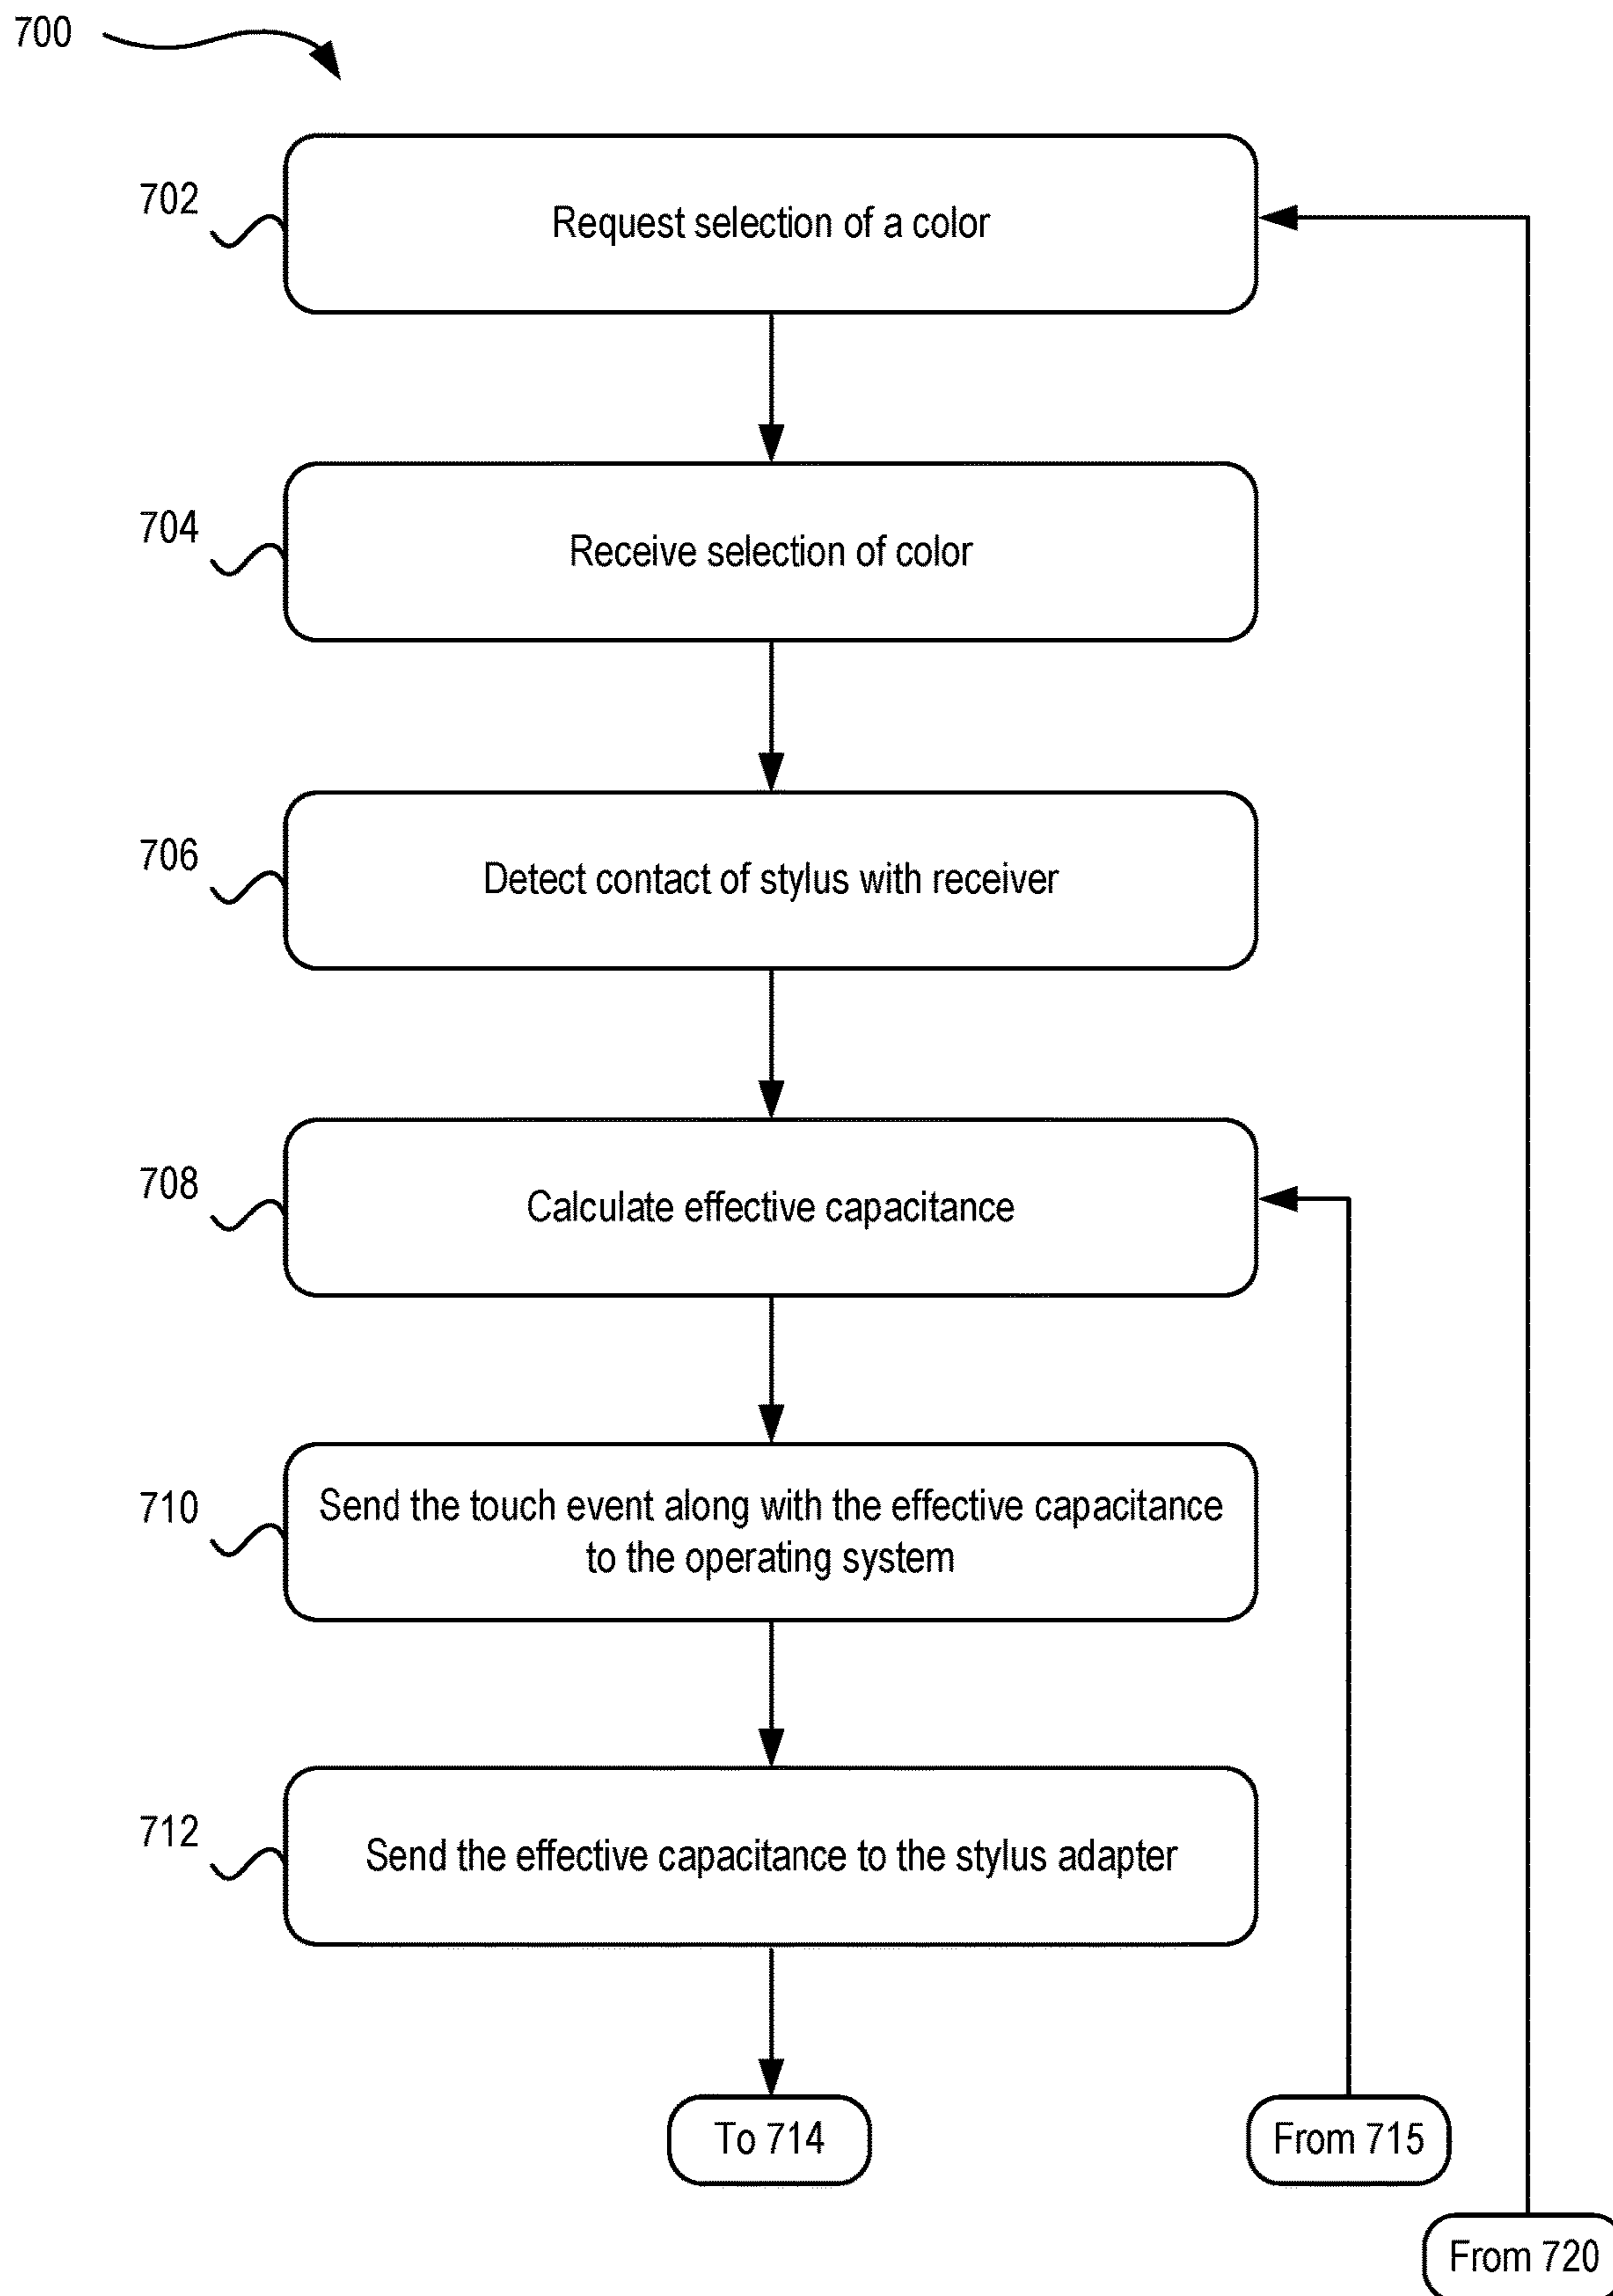 700
702
Request selection of a color
704
Receive selection of color
706
Detect contact of stylus with receiver
708
Calculate effective capacitance
710
Send the touch event along with the effective capacitance
to the operating system
712
Send the effective capacitance to the stylus adapter
To 714
From 715
From 720